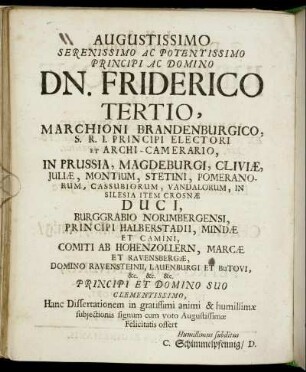 AUGUSTISSIMO,
SERENISSIMO AC POTENTISSIMO
PRINCIPI AC DOMINO
DN. FRIDERICO
TERTIO,
MARCHIONI BRANDENBURGICO,
S. R. I. PRINCIPI ELECTORI
ET ARCHI-CAMERARIO,
IN PRUSSIA, MAGDEBURGI, CLIVIÆ,
JULIÆ, MONTIUM, STETINI, POMERANO-
RUM, CASSUBIORUM, VANDALORUM, IN
SILESIA ITEM CROSNÆ
DUCI,
BURGGRABIO NORIMBERGENSI,
PRINCIPI HALBERSTADII, MINDÆ
ET CAMINI,
COMITI AB HOHENZOLLERN, MARCÆ
ET RAVENSBERGÆ,
DOMINO RAVENSTEINII, LAUENBURGI ET BUTOVI,
&c. &c. &c.
PRINCIPI ET DOMINO SUO
CLEMENTISSIMO,
Hanc Dissertationem in gratissimi animi & humillimæ
subjectionis signum cum voto Augustissimæ
Felicitatis offert
Humillimus subditus
C. Schimmelpfennig/ D.